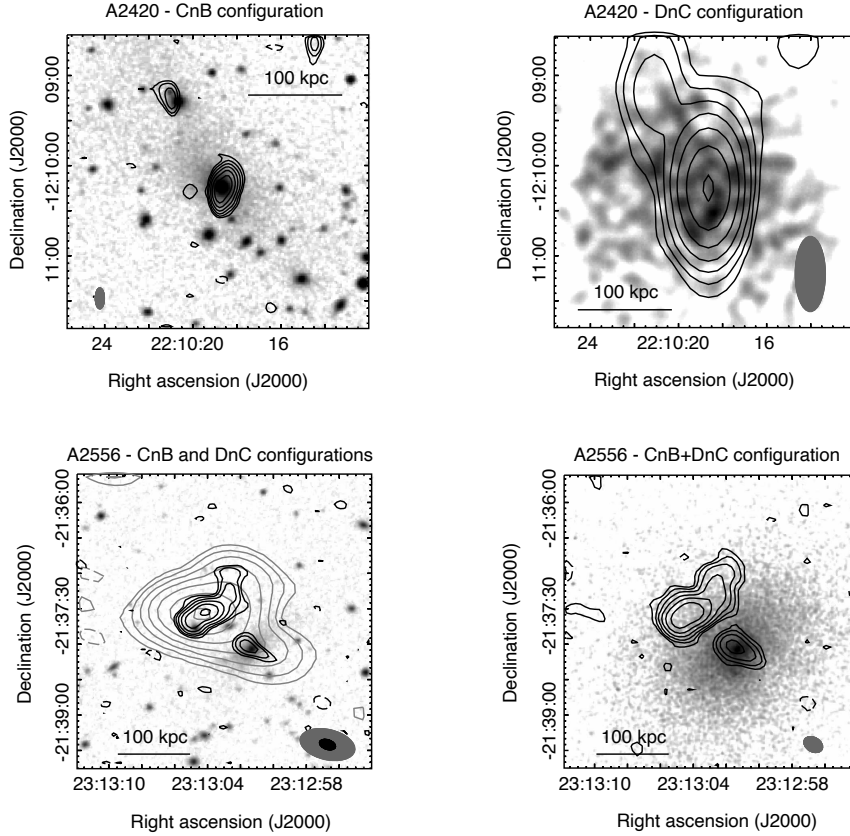 A2420 - CnB configuration
100 kpc
09:00
-12:10:00
11:00
Declination (J2000)
24
22:10:20
16
Right ascension (J2000)
A2420 - DnC configuration
09:00
-12:10:00
11:00
Declination (J2000)
100 kpc
24
22:10:20
16
Right ascension (J2000)
A2556 - CnB and DnC configurations
-21:36:00
-21:37:30
-21:39:00
Declination (J2000)
100 kpc
23:13:10
23:13:04
23:12:58
Right ascension (J2000)
A2556 - CnB+DnC configuration
-21:36:00
-21:37:30
-21:39:00
Declination (J2000)
100 kpc
23:13:10
23:13:04
23:12:58
Right ascension (J2000)